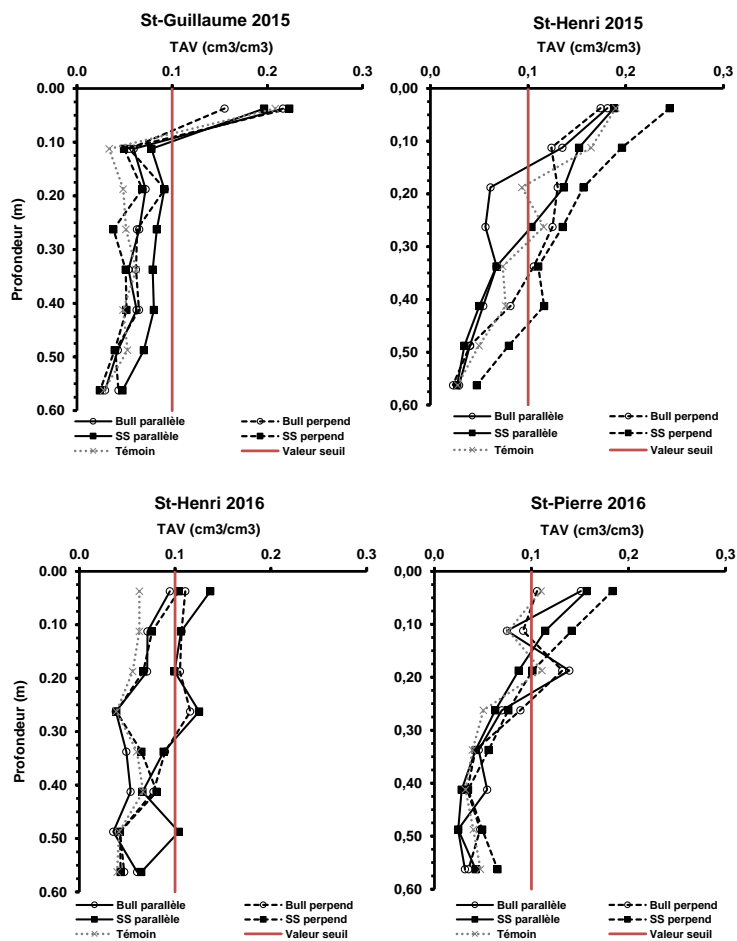 St-Guillaume 2015
TAV (cm3/cm3)
0.0 0.1 0.2 0.3
0.00
0.10
0.20
0.30
0.40
0.50
0.60
Profondeur (m)
Bull parallèle Bull perpend
SS parallèle SS perpend
Témoin Valeur seuil
St-Henri 2015
TAV (cm3/cm3)
0,0 0,1 0,2 0,3
0,00
0,10
0,20
0,30
0,40
0,50
0,60
Bull parallèle Bull perpend
SS parallèle SS perpend
Témoin Valeur seuil
St-Henri 2016
TAV (cm3/cm3)
0.0 0.1 0.2 0.3
0.00
0.10
0.20
0.30
0.40
0.50
0.60
Profondeur (m)
Bull parallèle Bull perpend
SS parallèle SS perpend
Témoin Valeur seuil
St-Pierre 2016
TAV (cm3/cm3)
0,0 0,1 0,2 0,3
0,00
0,10
0,20
0,30
0,40
0,50
0,60
Bull parallèle Bull perpend
SS parallèle SS perpend
Témoin Valeur seuil